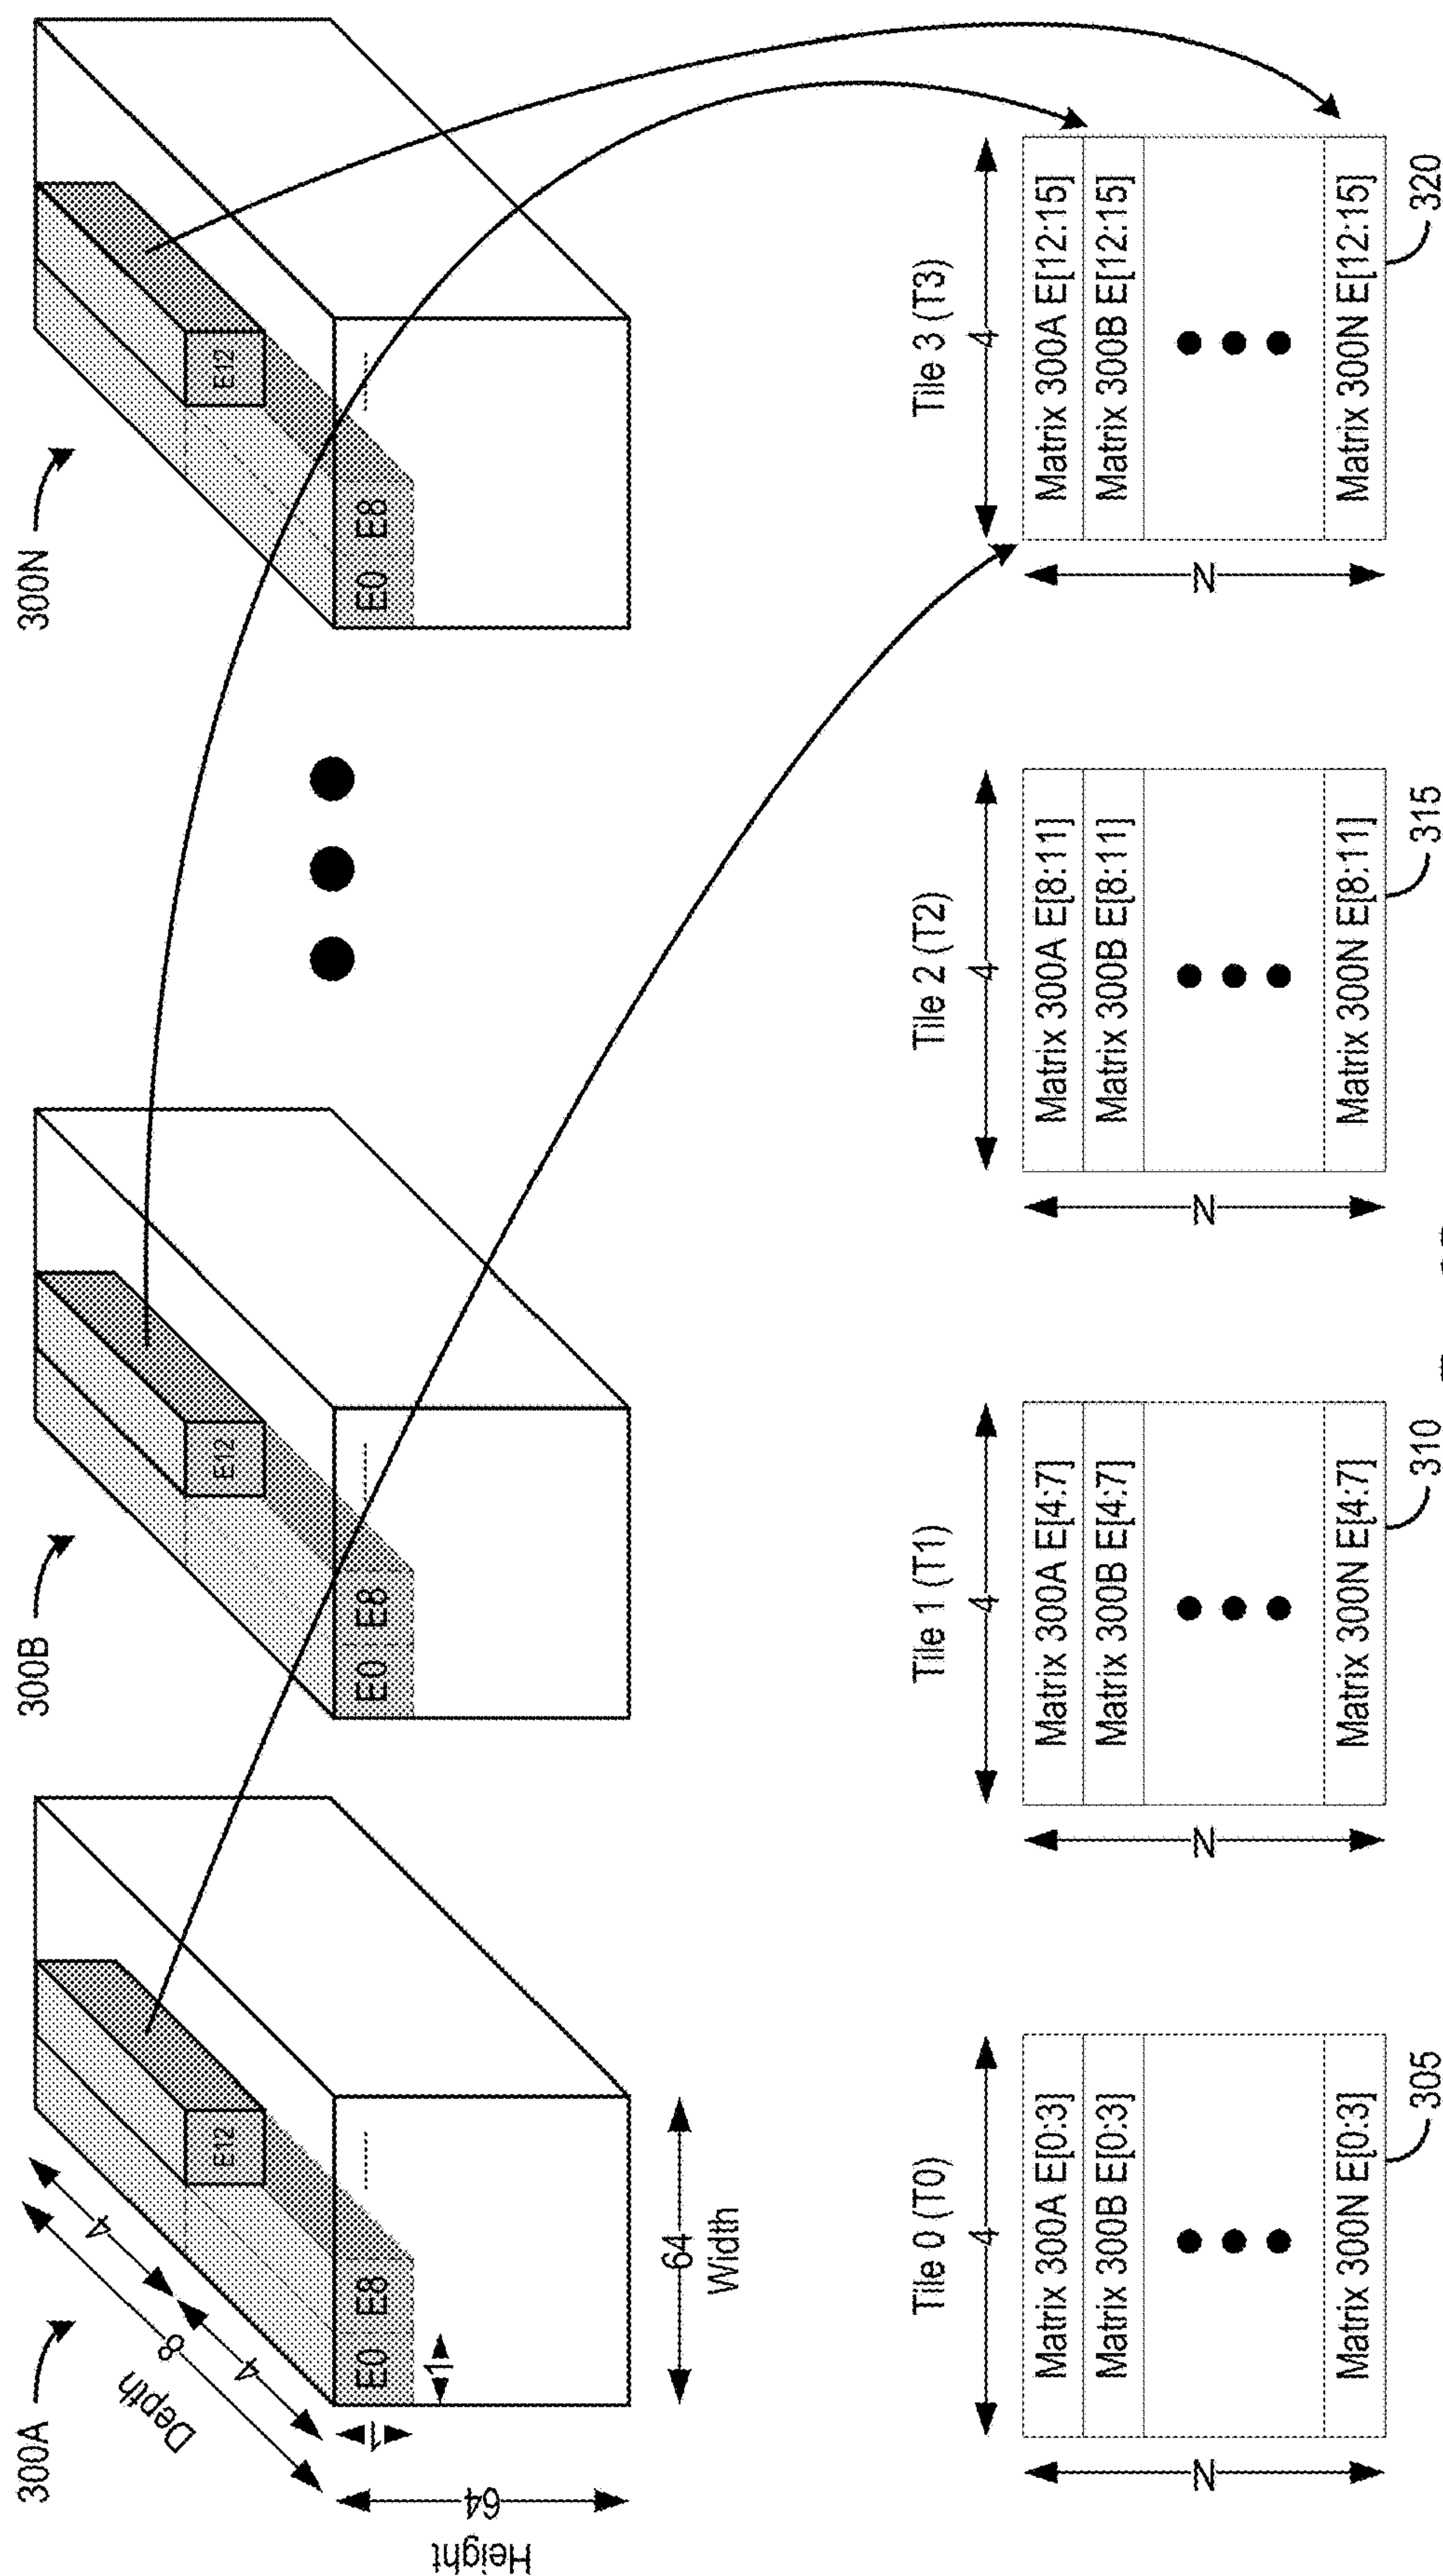 300A
300B
300N
Depth
8
4
4
E12
E12
E12
E0 E8
E0 E8
E0 E8
1
1
Height
64
64
Width
Tile 0 (T0)
4
N
Matrix 300A E[0:3]
Matrix 300B E[0:3]
Matrix 300N E[0:3]
305
Tile 1 (T1)
4
N
Matrix 300A E[4:7]
Matrix 300B E[4:7]
Matrix 300N E[4:7]
310
Tile 2 (T2)
4
N
Matrix 300A E[8:11]
Matrix 300B E[8:11]
Matrix 300N E[8:11]
315
Tile 3 (T3)
4
N
Matrix 300A E[12:15]
Matrix 300B E[12:15]
Matrix 300N E[12:15]
320